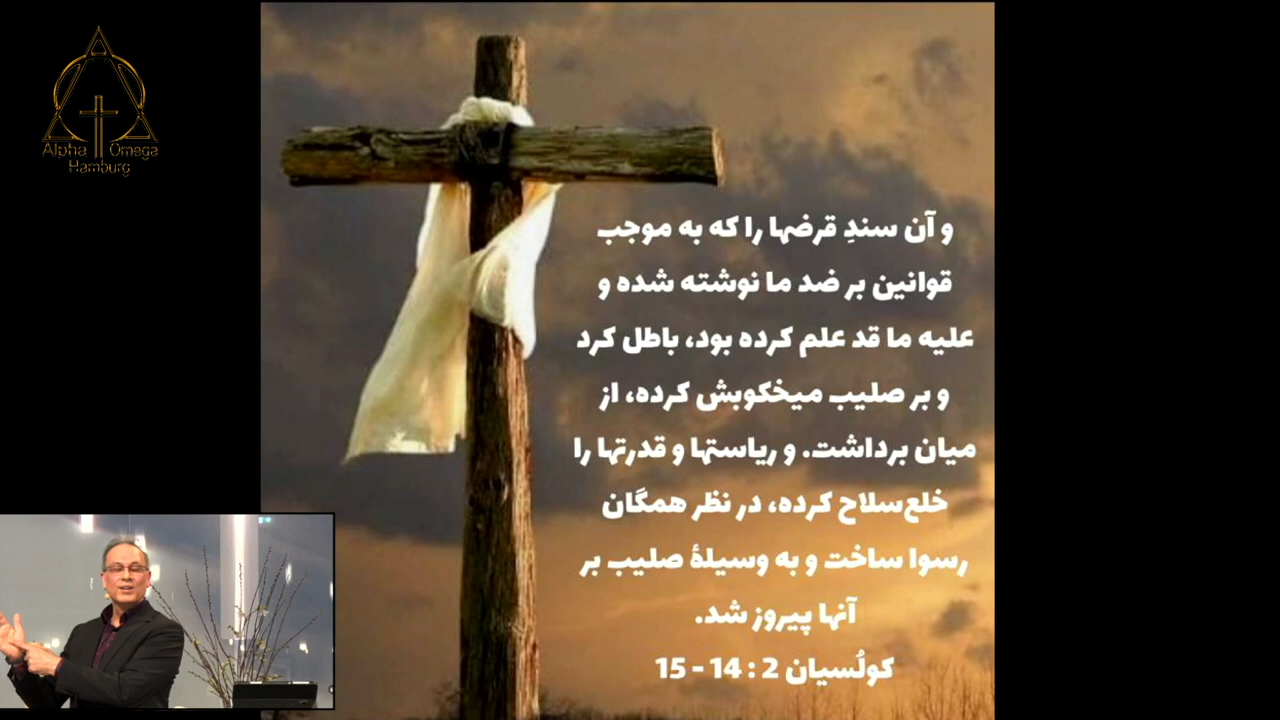 Alpha Omega
Hamburg
و آن سندِ قرضها را که به موجب
قوانین بر ضد ما نوشته شده و
علیه ما قد علم کرده بود، باطل کرد
و بر صلیب میخکوبش کرده، از
میان برداشت. و ریاستها و قدرتها را
خلع‌سلاح کرده، در نظر همگان
رسوا ساخت و به وسیلهٔ صلیب بر
آنها پیروز شد.
کولُسیان 2 : 14 - 15